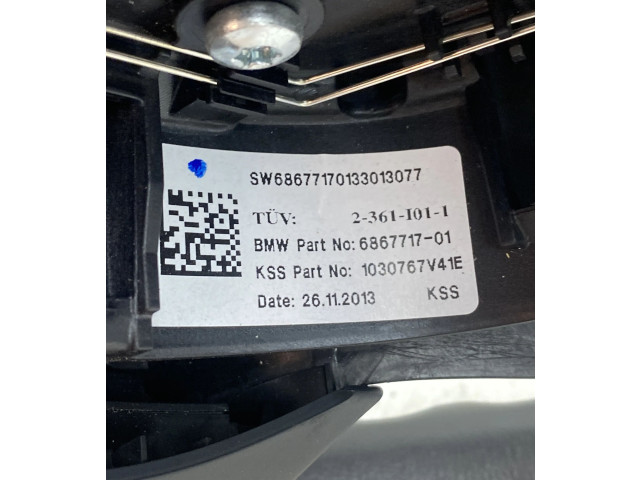 SW68677170133013077
TÜV: 2-361-I01-1
BMW Part No: 6867717-01
KSS Part No: 1030767V41E
Date: 26.11.2013 KSS